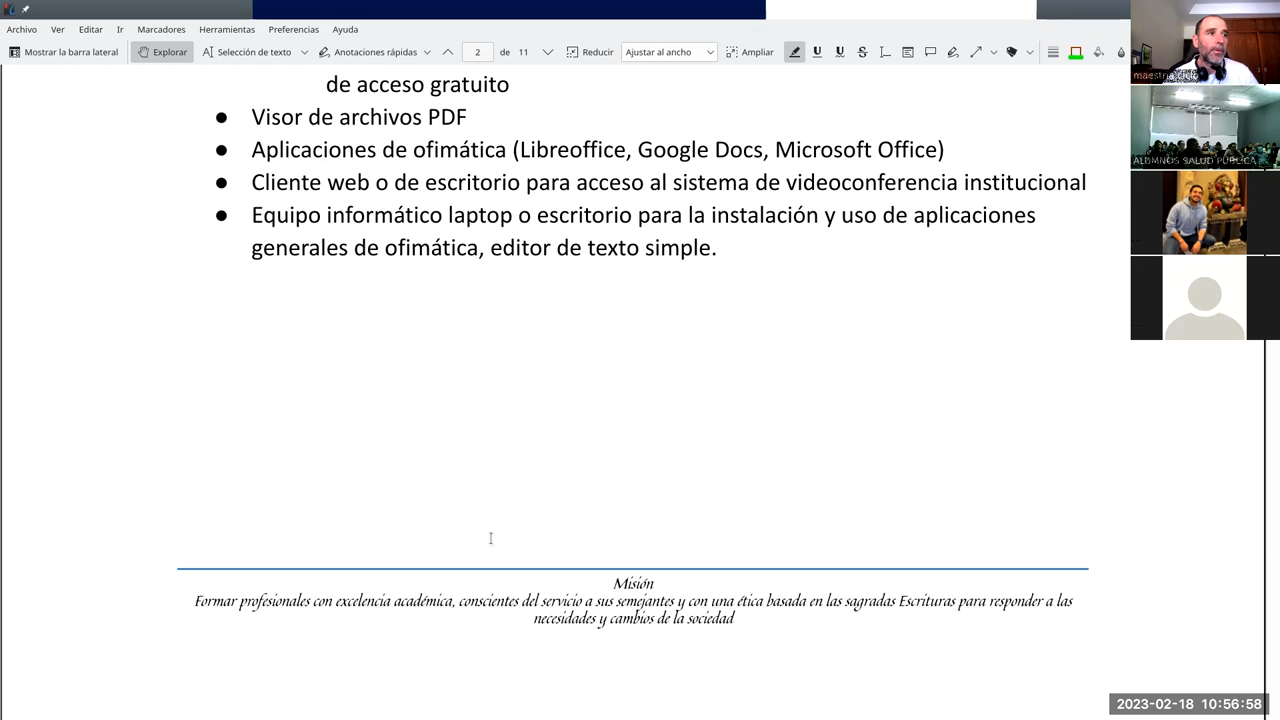 Archivo Ver Editar Ir Marcadores Herramientas Preferencias Ayuda
Mostrar la barra lateral Explorar Selección de texto Anotaciones rápidas 2 de 11 Reducir Ajustar al ancho Ampliar
de acceso gratuito
● Visor de archivos PDF
● Aplicaciones de ofimática (Libreoffice, Google Docs, Microsoft Office)
● Cliente web o de escritorio para acceso al sistema de videoconferencia institucional
● Equipo informático laptop o escritorio para la instalación y uso de aplicaciones
generales de ofimática, editor de texto simple.
Misión
Formar profesionales con excelencia académica, conscientes del servicio a sus semejantes y con una ética basada en las sagradas Escrituras para responder a las
necesidades y cambios de la sociedad
maestria ciclo
ALUMNOS SALUD PUBLICA
2023-02-18 10:56:58